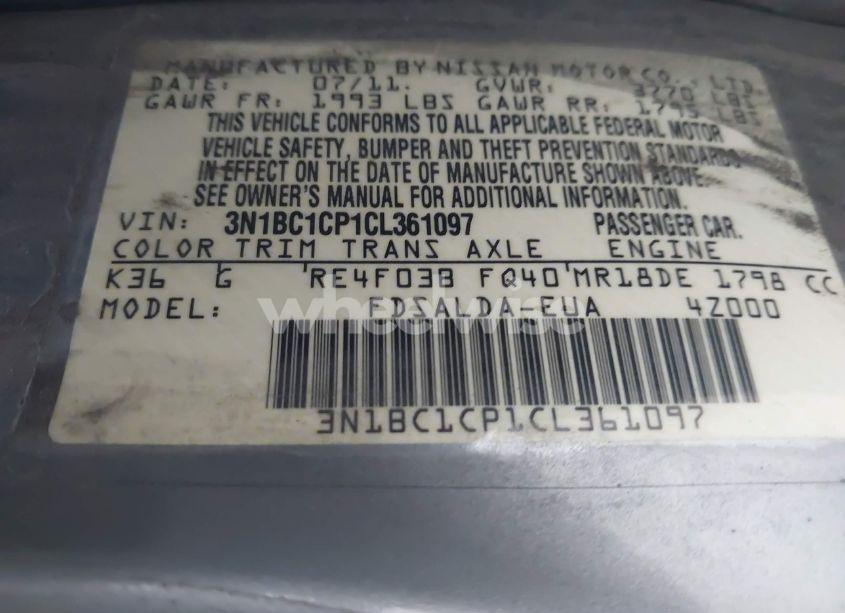 MANUFACTURED BY NISSAN MOTOR CO., LTD.
DATE: 07/11. GVWR: 3770 LBS
GAWR FR: 1993 LBS GAWR RR: 1795 LBS
THIS VEHICLE CONFORMS TO ALL APPLICABLE FEDERAL MOTOR
VEHICLE SAFETY, BUMPER AND THEFT PREVENTION STANDARDS
IN EFFECT ON THE DATE OF MANUFACTURE SHOWN ABOVE.
SEE OWNER'S MANUAL FOR ADDITIONAL INFORMATION.
VIN: 3N1BC1CP1CL361097 PASSENGER CAR.
COLOR TRIM TRANS AXLE ENGINE
K36 G RE4F03B FQ40 MR18DE 1798 CC
MODEL: FDSALDA-EUA 4Z000
wheelwise
3N1BC1CP1CL361097